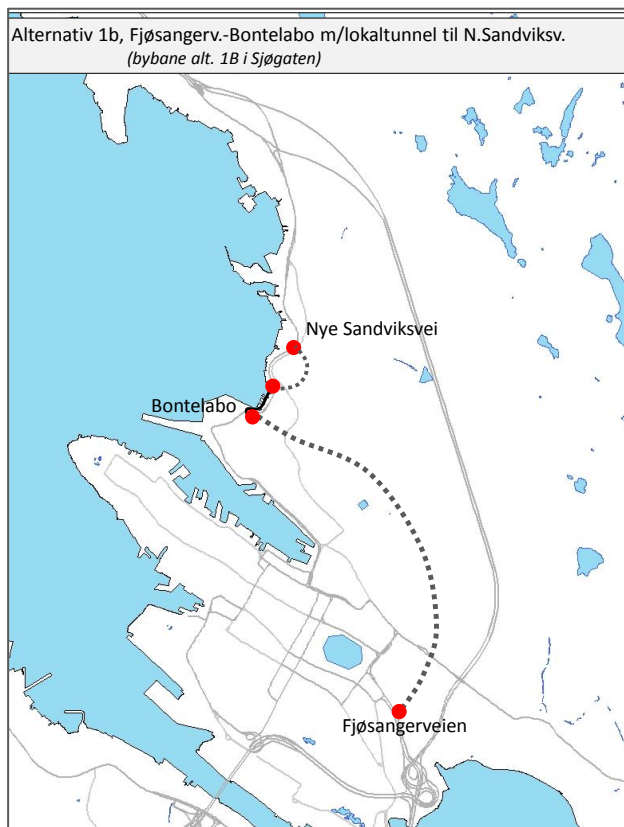 Alternativ 1b, Fjøsangerv.-Bontelabo m/lokaltunnel til N.Sandviksv.
(bybane alt. 1B i Sjøgaten)
Nye Sandviksvei
Bontelabo
Fjøsangerveien